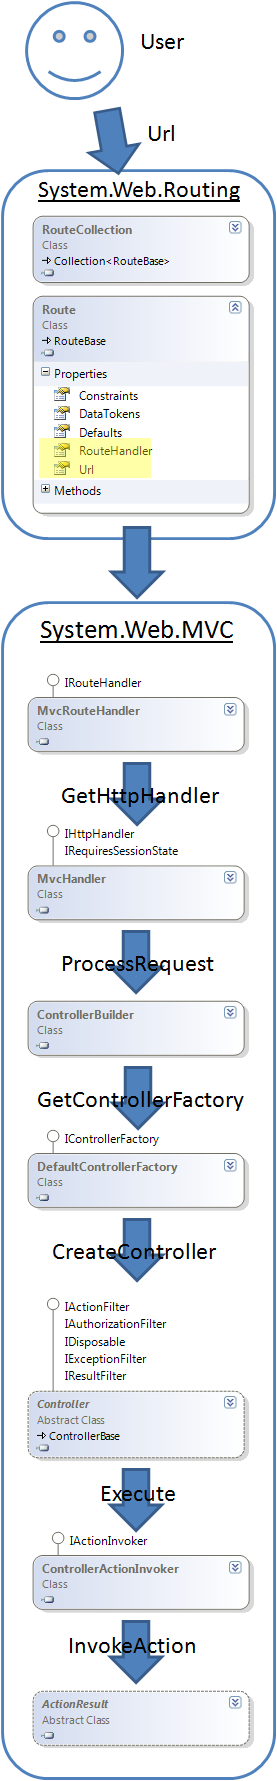 User
Url
System.Web.Routing
RouteCollection
Class
Collection<RouteBase>
Route
Class
RouteBase
Properties
Constraints
DataTokens
Defaults
RouteHandler
Url
Methods
System.Web.MVC
IRouteHandler
MvcRouteHandler
Class
GetHttpHandler
IHttpHandler
IRequiresSessionState
MvcHandler
Class
ProcessRequest
ControllerBuilder
Class
GetControllerFactory
IControllerFactory
DefaultControllerFactory
Class
CreateController
IActionFilter
IAuthorizationFilter
IDisposable
IExceptionFilter
IResultFilter
Controller
Abstract Class
ControllerBase
Execute
IActionInvoker
ControllerActionInvoker
Class
InvokeAction
ActionResult
Abstract Class